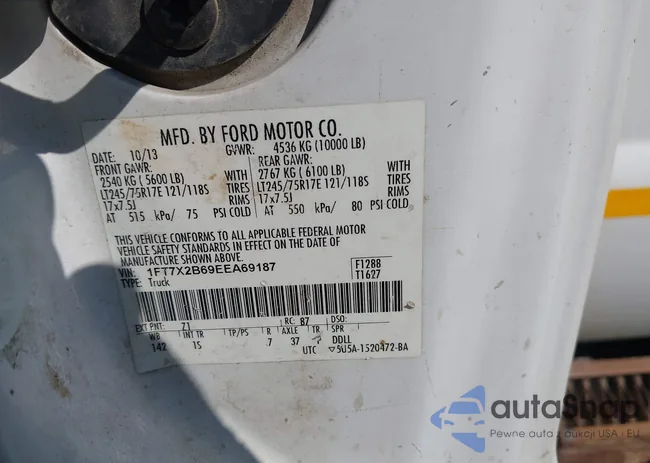 MFD. BY FORD MOTOR CO.
DATE: 10/13 GVWR: 4536 KG (10000 LB)
FRONT GAWR: REAR GAWR:
2540 KG (5600 LB) WITH 2767 KG (6100 LB) WITH
LT245/75R17E 121/118S TIRES LT245/75R17E 121/118S TIRES
17x7.5J RIMS 17x7.5J RIMS
AT 515 kPa/ 75 PSI COLD AT 550 kPa/ 80 PSI COLD
THIS VEHICLE CONFORMS TO ALL APPLICABLE FEDERAL MOTOR
VEHICLE SAFETY STANDARDS IN EFFECT ON THE DATE OF
MANUFACTURE SHOWN ABOVE.
VIN: 1FT7X2B69EEA69187 F1288
TYPE: Truck T1627
EXT PNT: Z1 RC: 87 DSO:
WB INT TR TP/PS R AXLE TR SPR
142 1S 7 37 P DDLL
UTC ▽5U5A-1520472-BA
autaShop
Pewne auta z aukcji USA i EU